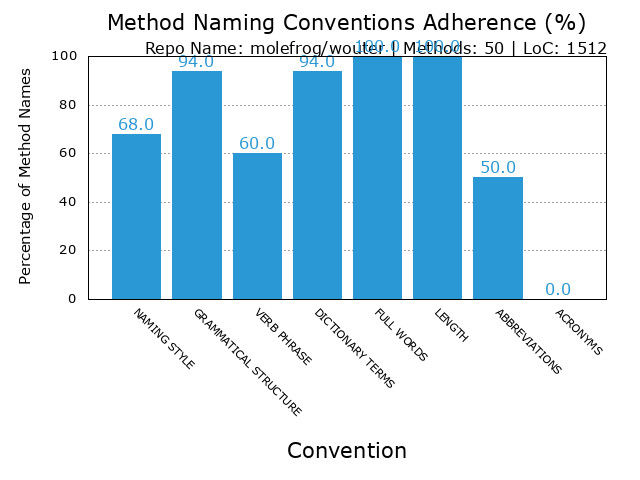 Method Naming Conventions Adherence (%)
Repo Name: molefrog/wouter | Methods: 50 | LoC: 1512
Percentage of Method Names
100
80
60
40
20
0
68.0
94.0
60.0
94.0
100.0
100.0
50.0
0.0
NAMING STYLE
GRAMMATICAL STRUCTURE
VERB PHRASE
DICTIONARY TERMS
FULL WORDS
LENGTH
ABBREVIATIONS
ACRONYMS
Convention